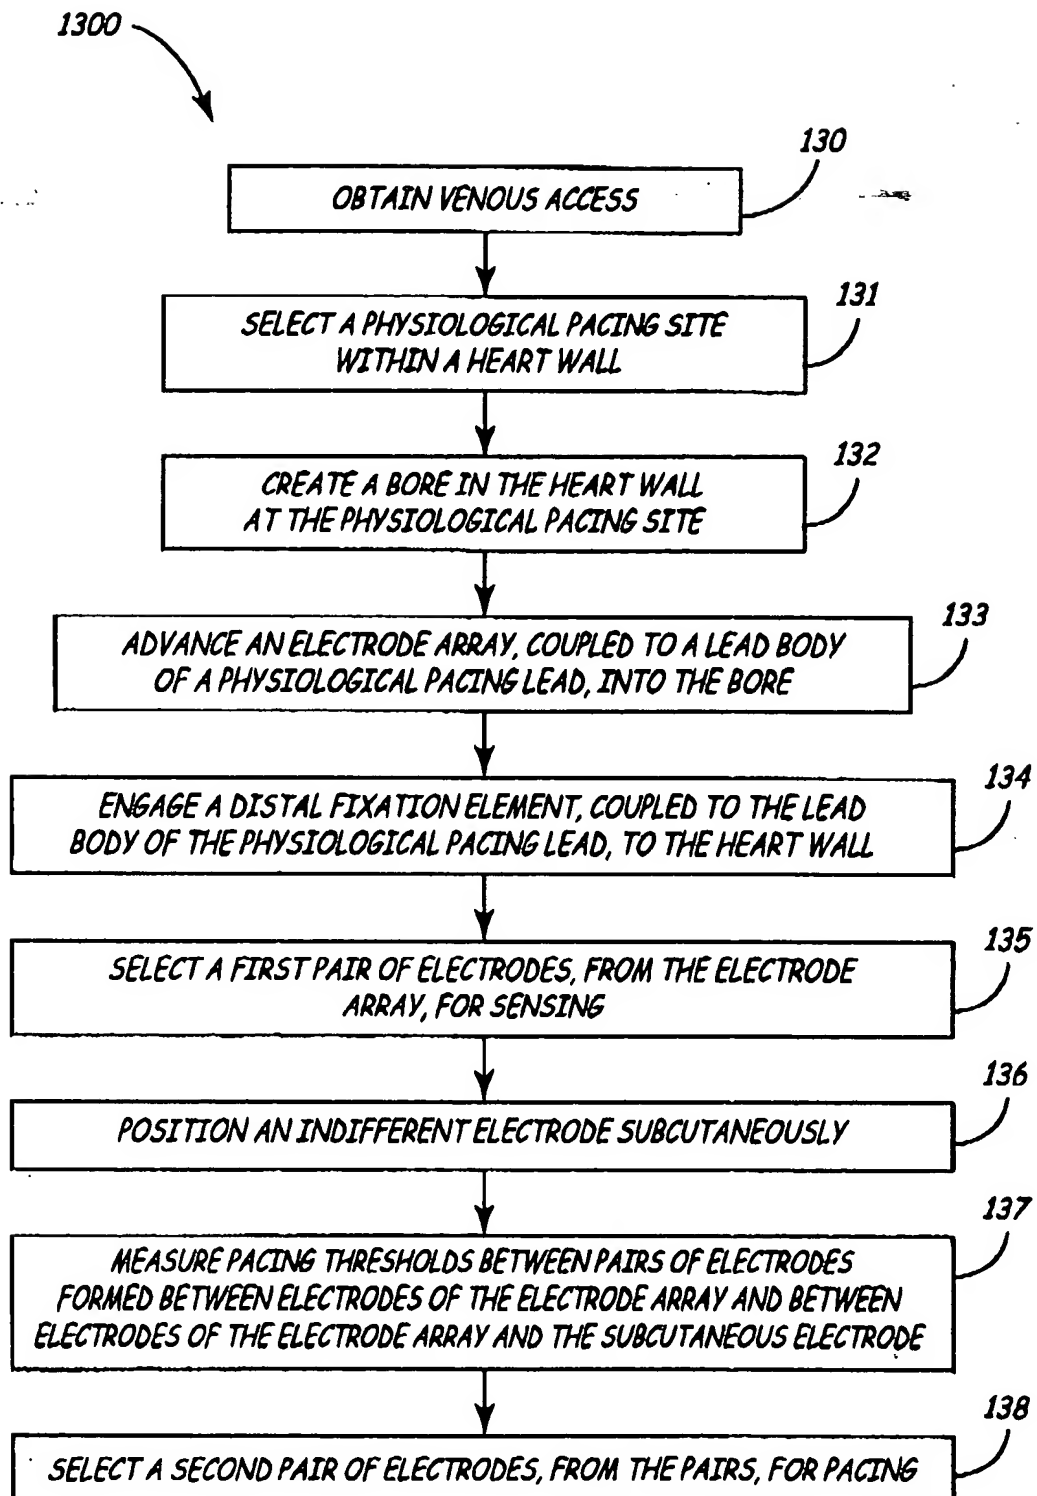 1300
130
OBTAIN VENOUS ACCESS
131
SELECT A PHYSIOLOGICAL PACING SITE
WITHIN A HEART WALL
132
CREATE A BORE IN THE HEART WALL
AT THE PHYSIOLOGICAL PACING SITE
133
ADVANCE AN ELECTRODE ARRAY, COUPLED TO A LEAD BODY
OF A PHYSIOLOGICAL PACING LEAD, INTO THE BORE
134
ENGAGE A DISTAL FIXATION ELEMENT, COUPLED TO THE LEAD
BODY OF THE PHYSIOLOGICAL PACING LEAD, TO THE HEART WALL
135
SELECT A FIRST PAIR OF ELECTRODES, FROM THE ELECTRODE
ARRAY, FOR SENSING
136
POSITION AN INDIFFERENT ELECTRODE SUBCUTANEOUSLY
137
MEASURE PACING THRESHOLDS BETWEEN PAIRS OF ELECTRODES
FORMED BETWEEN ELECTRODES OF THE ELECTRODE ARRAY AND BETWEEN
ELECTRODES OF THE ELECTRODE ARRAY AND THE SUBCUTANEOUS ELECTRODE
138
SELECT A SECOND PAIR OF ELECTRODES, FROM THE PAIRS, FOR PACING